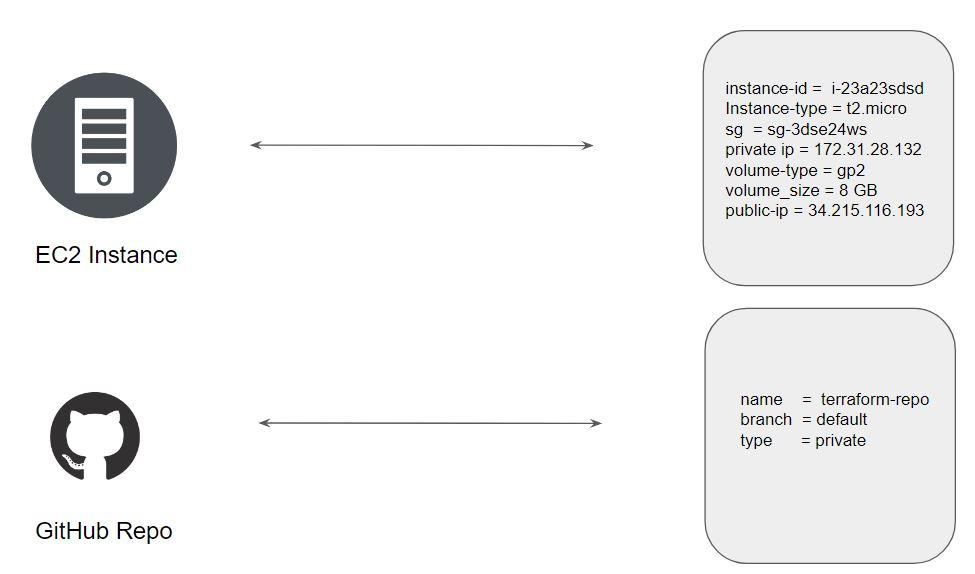 instance-id = i-23a23sdsd
Instance-type = t2.micro
sg = sg-3dse24ws
private ip = 172.31.28.132
volume-type = gp2
volume_size = 8 GB
public-ip = 34.215.116.193
EC2 Instance
name = terraform-repo
branch = default
type = private
GitHub Repo